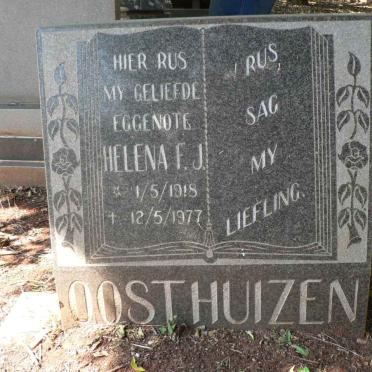 HIER RUS
MY GELIEFDE
EGGENOTE
HELENA F. J.
* 1/5/1918
† 12/5/1977
RUS
SAG
MY
LIEFLING.
OOSTHUIZEN